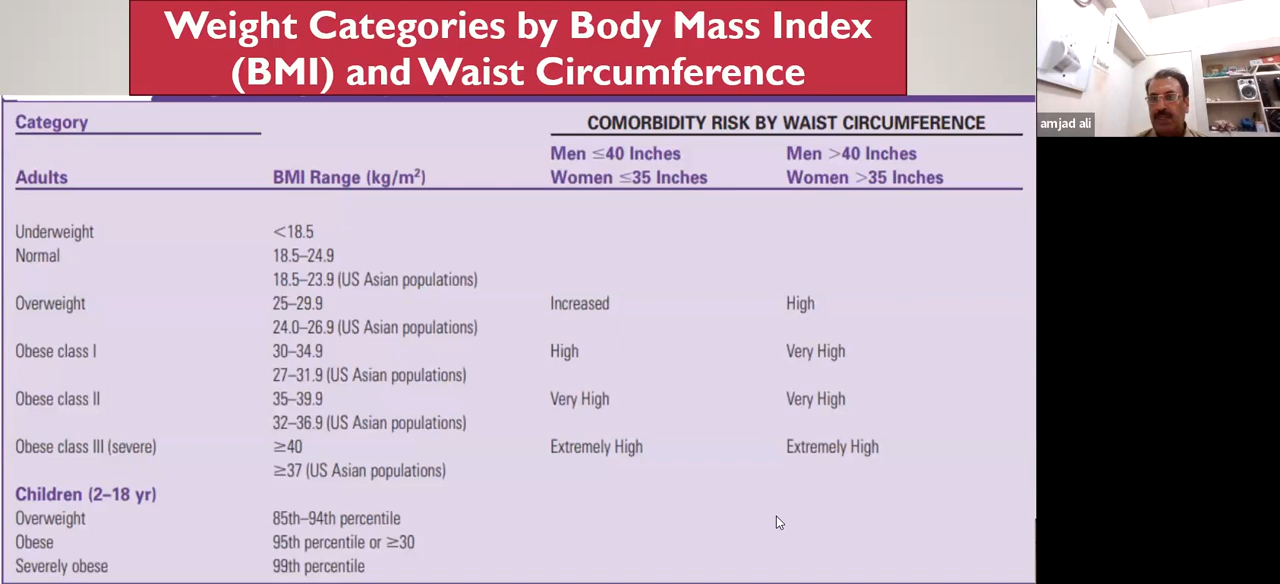 Weight Categories by Body Mass Index
(BMI) and Waist Circumference
amjad ali
Category
COMORBIDITY RISK BY WAIST CIRCUMFERENCE
Men ≤40 Inches Men >40 Inches
Adults BMI Range (kg/m²) Women ≤35 Inches Women >35 Inches
Underweight <18.5
Normal 18.5–24.9
18.5–23.9 (US Asian populations)
Overweight 25–29.9 Increased High
24.0–26.9 (US Asian populations)
Obese class I 30–34.9 High Very High
27–31.9 (US Asian populations)
Obese class II 35–39.9 Very High Very High
32–36.9 (US Asian populations)
Obese class III (severe) ≥40 Extremely High Extremely High
≥37 (US Asian populations)
Children (2–18 yr)
Overweight 85th–94th percentile
Obese 95th percentile or ≥30
Severely obese 99th percentile